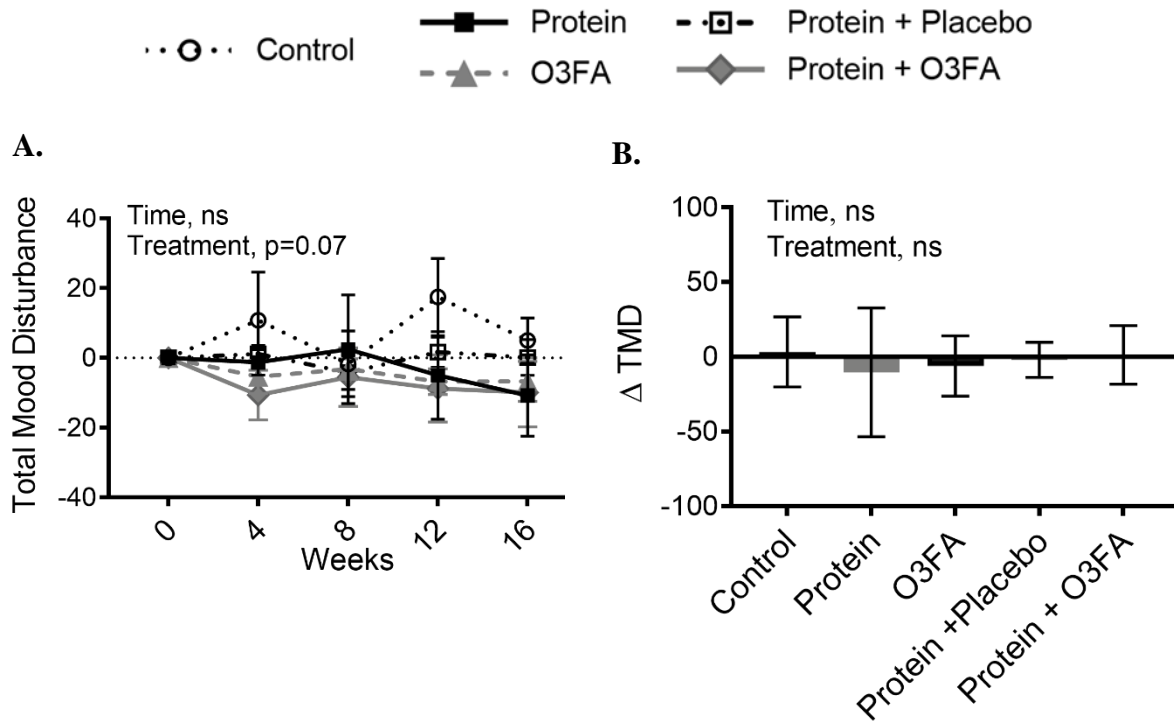 Control
Protein
O3FA
Protein + Placebo
Protein + O3FA
A.
Total Mood Disturbance
40
20
0
-20
-40
Time, ns
Treatment, p=0.07
0
4
8
12
16
Weeks
B.
Δ TMD
100
50
0
-50
-100
Time, ns
Treatment, ns
Control
Protein
O3FA
Protein +Placebo
Protein + O3FA